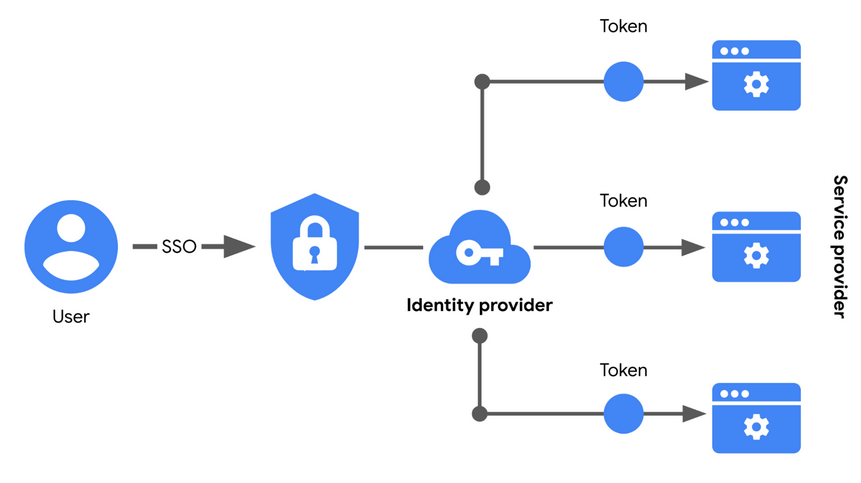 Token
Token
SSO
User
Identity provider
Token
Service provider